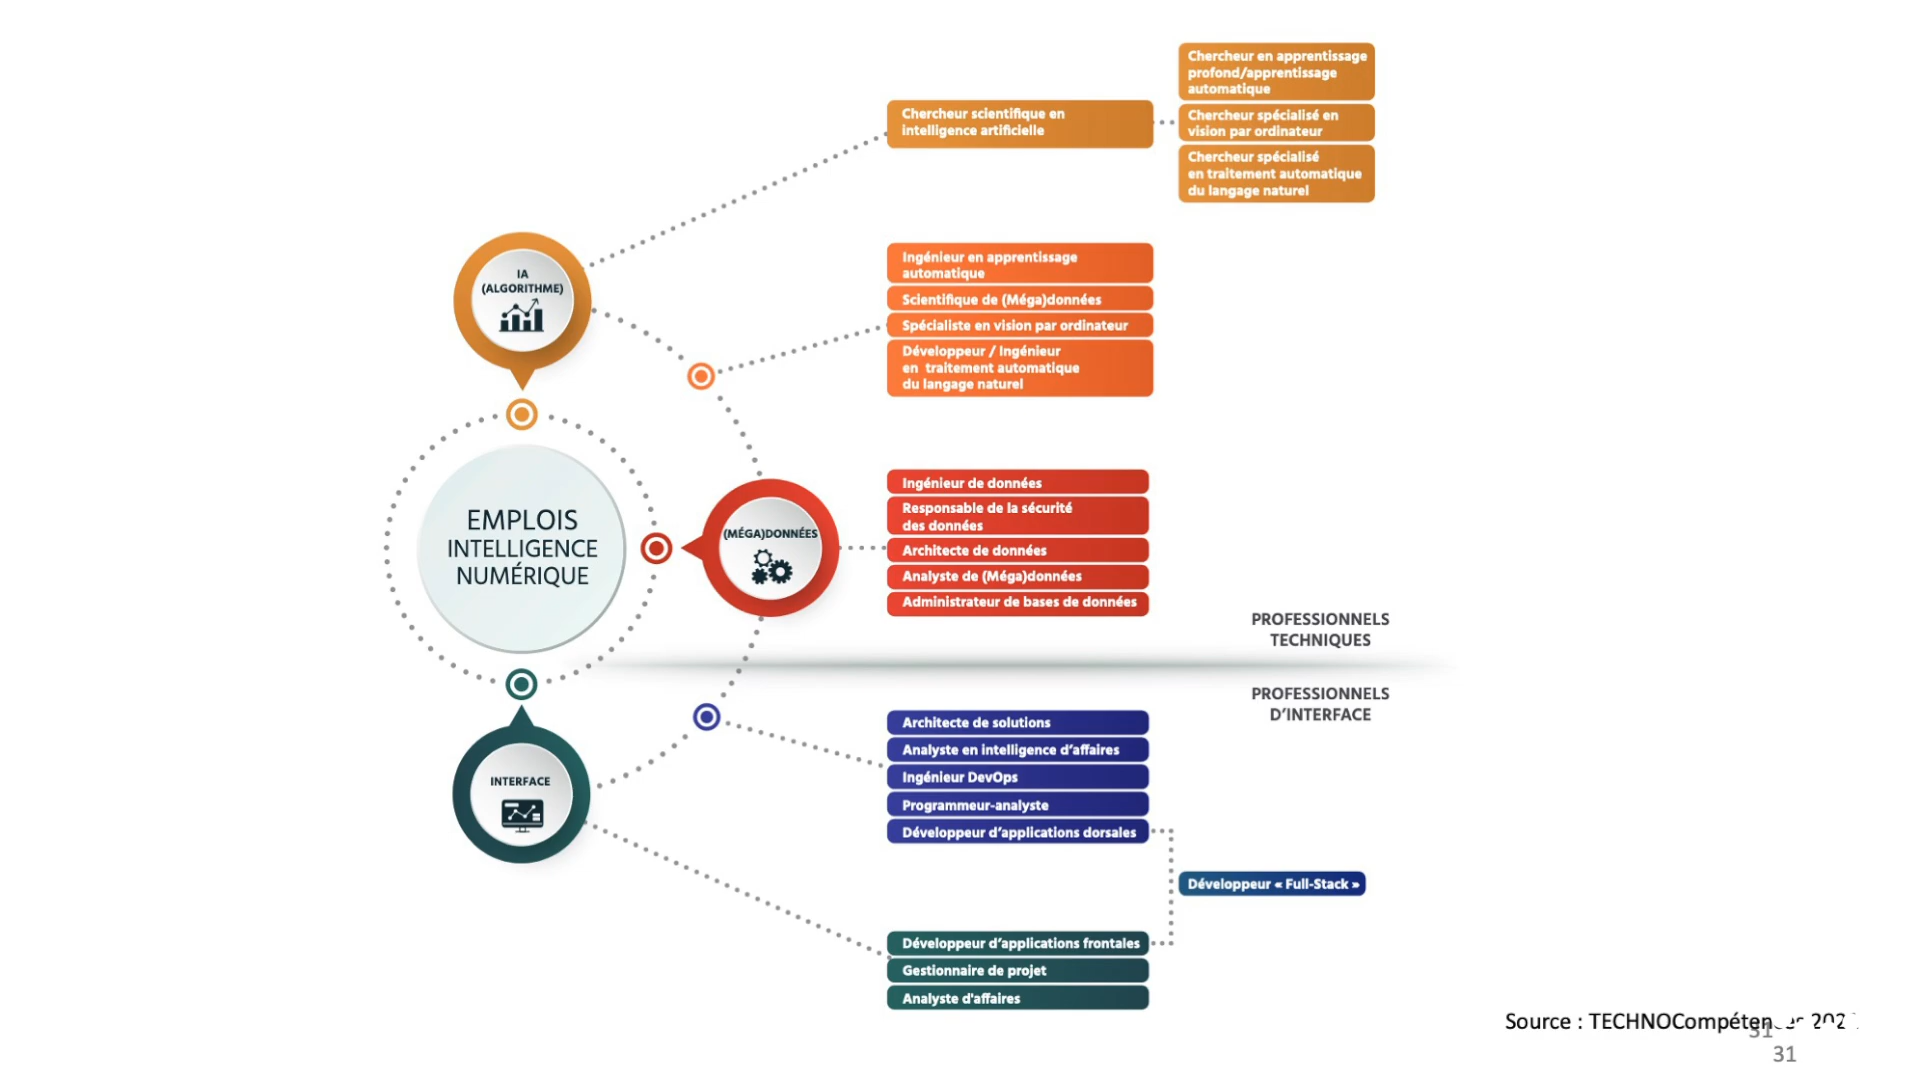 Chercheur en apprentissage
profond/apprentissage
automatique
Chercheur scientifique en
intelligence artificielle
Chercheur spécialisé en
vision par ordinateur
Chercheur spécialisé
en traitement automatique
du langage naturel
IA
(ALGORITHME)
Ingénieur en apprentissage
automatique
Scientifique de (Méga)données
Spécialiste en vision par ordinateur
Développeur / Ingénieur
en traitement automatique
du langage naturel
EMPLOIS
INTELLIGENCE
NUMÉRIQUE
(MÉGA)DONNÉES
Ingénieur de données
Responsable de la sécurité
des données
Architecte de données
Analyste de (Méga)données
Administrateur de bases de données
PROFESSIONNELS
TECHNIQUES
PROFESSIONNELS
D'INTERFACE
Architecte de solutions
Analyste en intelligence d'affaires
Ingénieur DevOps
Programmeur-analyste
Développeur d'applications dorsales
INTERFACE
Développeur « Full-Stack »
Développeur d'applications frontales
Gestionnaire de projet
Analyste d'affaires
Source :
31
31